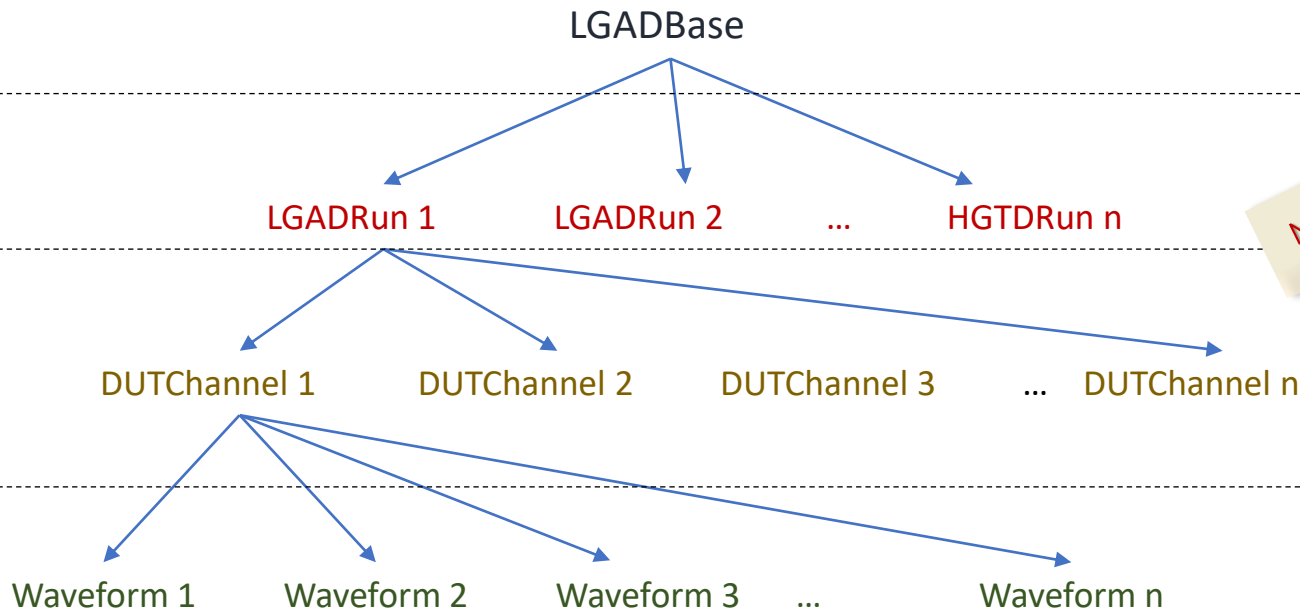 LGADBase
LGADRun 1 LGADRun 2 ... HGTDRun n
DUTChannel 1 DUTChannel 2 DUTChannel 3 ... DUTChannel n
Waveform 1 Waveform 2 Waveform 3 ... Waveform n